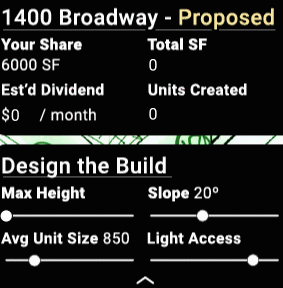 1400 Broadway - Proposed
Your Share Total SF
6000 SF 0
Est'd Dividend Units Created
$0 / month 0
Design the Build
Max Height Slope 20º
Avg Unit Size 850 Light Access